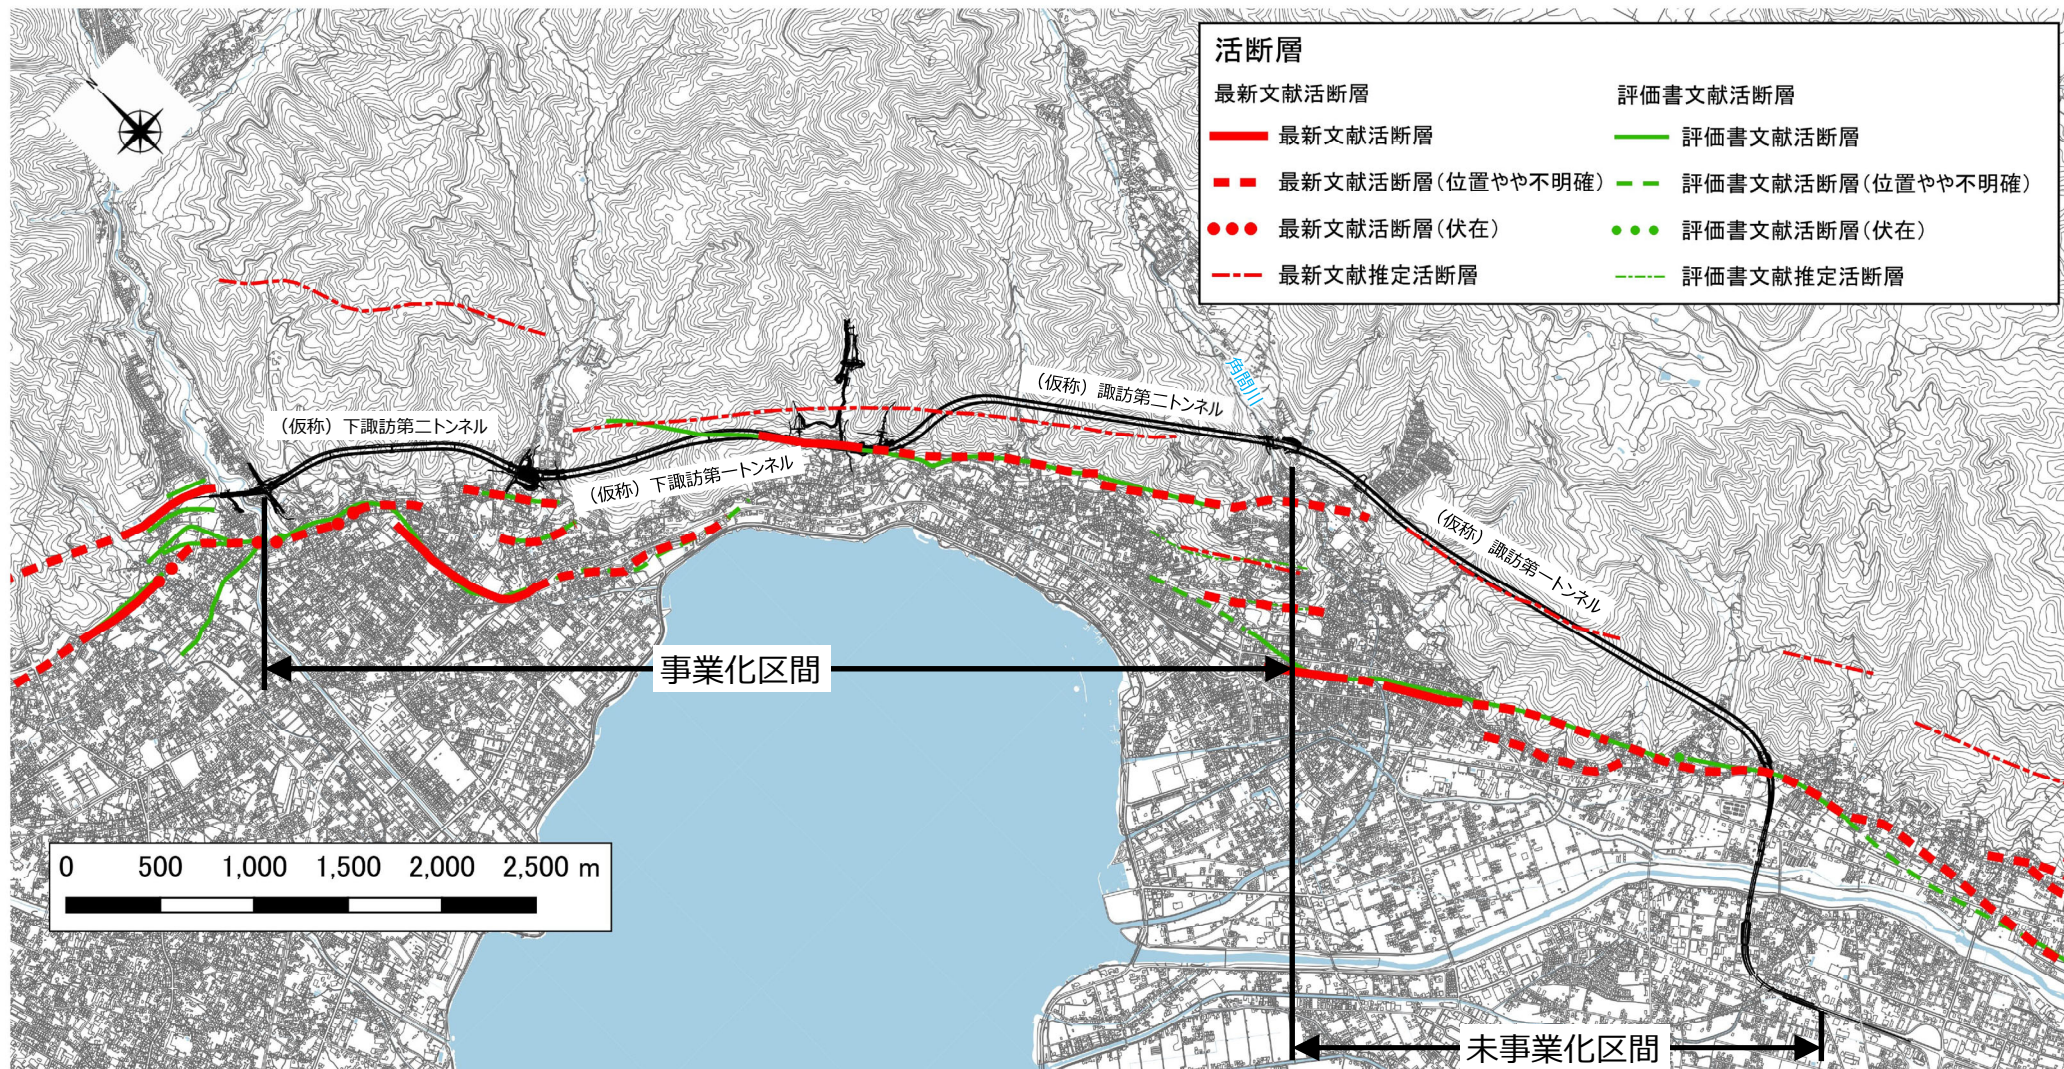 活断層
最新文献活断層
評価書文献活断層
最新文献活断層
評価書文献活断層
最新文献活断層(位置やや不明確)
評価書文献活断層(位置やや不明確)
最新文献活断層(伏在)
評価書文献活断層(伏在)
最新文献推定活断層
評価書文献推定活断層
角間川
(仮称)諏訪第二トンネル
(仮称)下諏訪第二トンネル
(仮称)下諏訪第一トンネル
(仮称)諏訪第一トンネル
事業化区間
0 500 1,000 1,500 2,000 2,500 m
未事業化区間